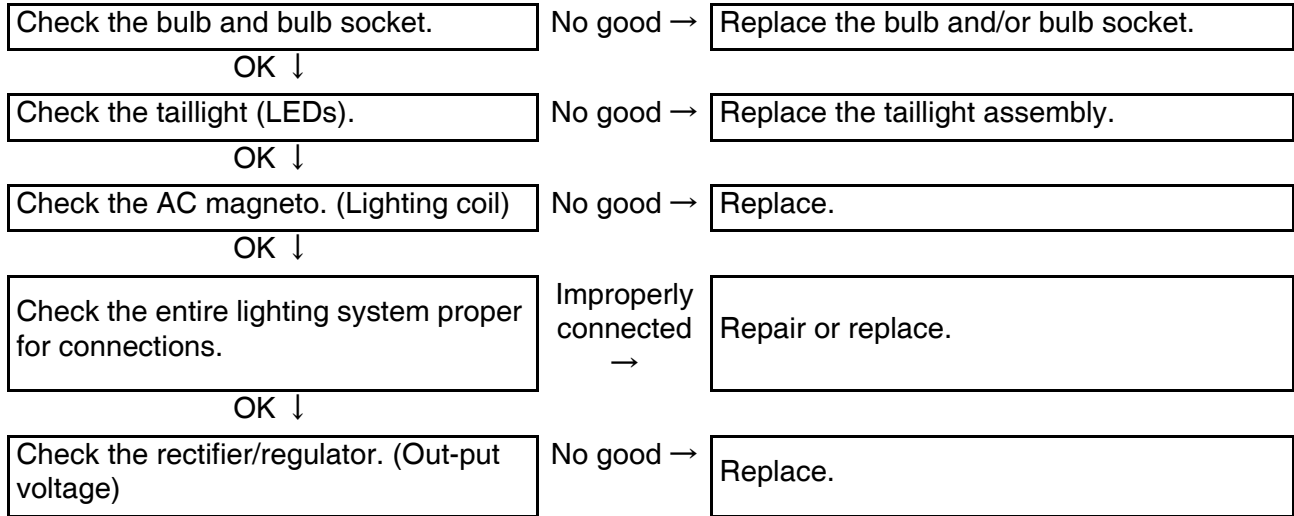 Check the bulb and bulb socket. No good → Replace the bulb and/or bulb socket.
OK ↓
Check the taillight (LEDs). No good → Replace the taillight assembly.
OK ↓
Check the AC magneto. (Lighting coil) No good → Replace.
OK ↓
Check the entire lighting system proper
for connections.
Improperly
connected
→
Repair or replace.
OK ↓
Check the rectifier/regulator. (Out-put
voltage)
No good →
Replace.